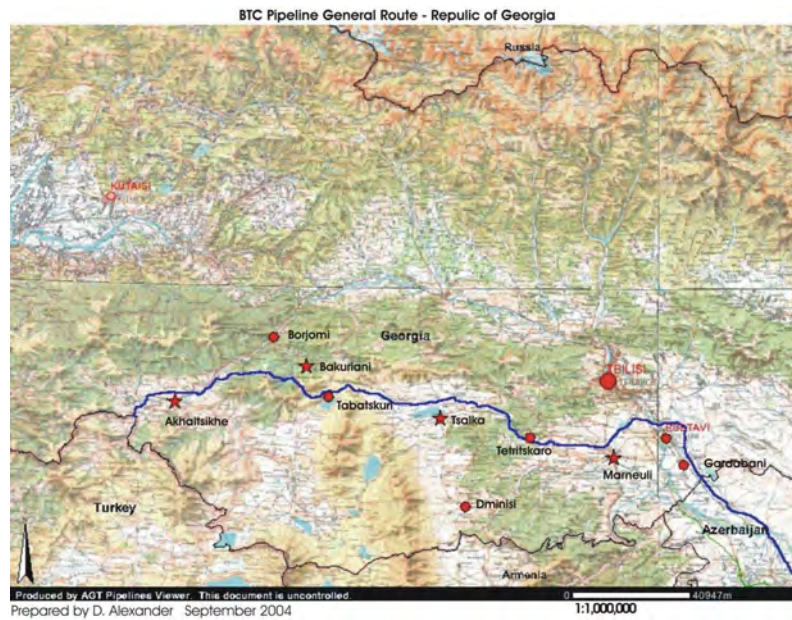 BTC Pipeline General Route - Repulic of Georgia
Russia
KUTAISI
Borjomi
Georgia
Bakuriani
TBILISI
Akhaltsikhe
Tabatskuri
Tsalka
Tetritskaro
RUSTAVI
Marneuli
Gardabani
Dminisi
Turkey
Azerbaijan
Armenia
Produced by AGT Pipelines Viewer. This document is uncontrolled.
0 40947m
Prepared by D. Alexander September 2004
1:1,000,000